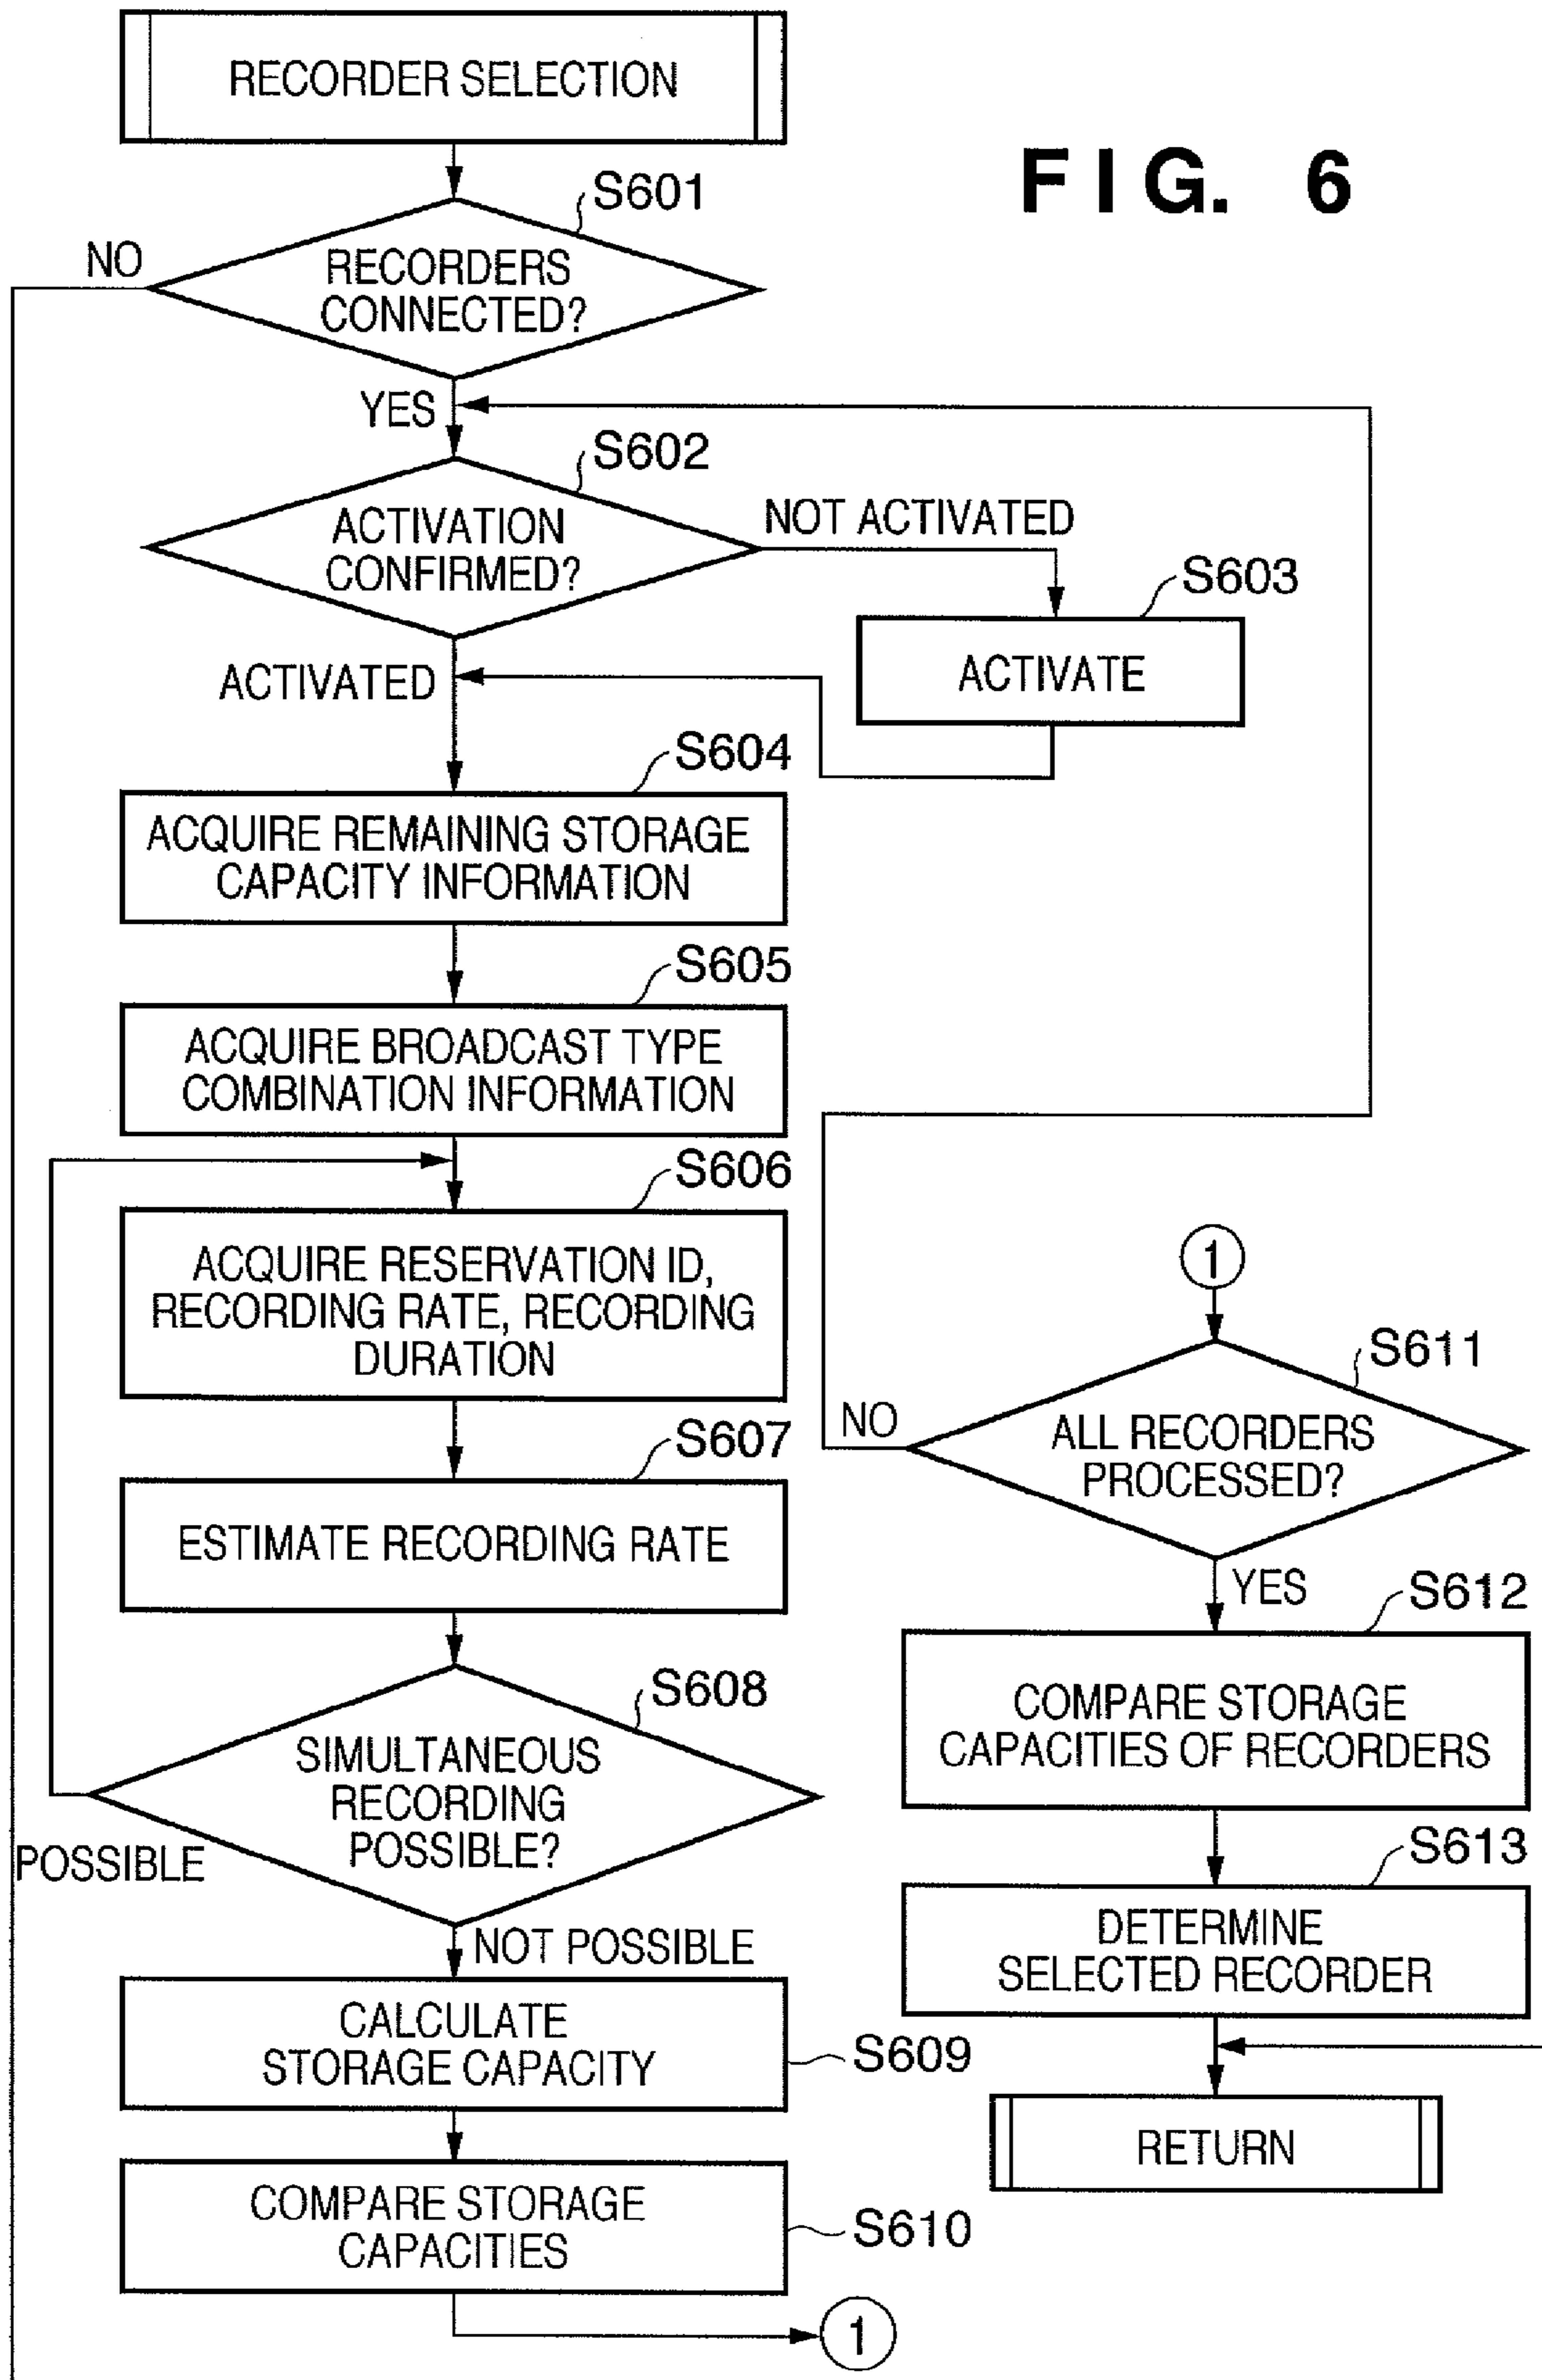 RECORDER SELECTION
FIG. 6
S601
NO
RECORDERS
CONNECTED?
YES
S602
ACTIVATION
CONFIRMED?
NOT ACTIVATED
S603
ACTIVATE
ACTIVATED
S604
ACQUIRE REMAINING STORAGE
CAPACITY INFORMATION
S605
ACQUIRE BROADCAST TYPE
COMBINATION INFORMATION
S606
ACQUIRE RESERVATION ID,
RECORDING RATE, RECORDING
DURATION
S607
ESTIMATE RECORDING RATE
S608
SIMULTANEOUS
RECORDING
POSSIBLE?
POSSIBLE
NOT POSSIBLE
CALCULATE
STORAGE CAPACITY
S609
COMPARE STORAGE
CAPACITIES
S610
1
1
S611
NO
ALL RECORDERS
PROCESSED?
YES
S612
COMPARE STORAGE
CAPACITIES OF RECORDERS
S613
DETERMINE
SELECTED RECORDER
RETURN